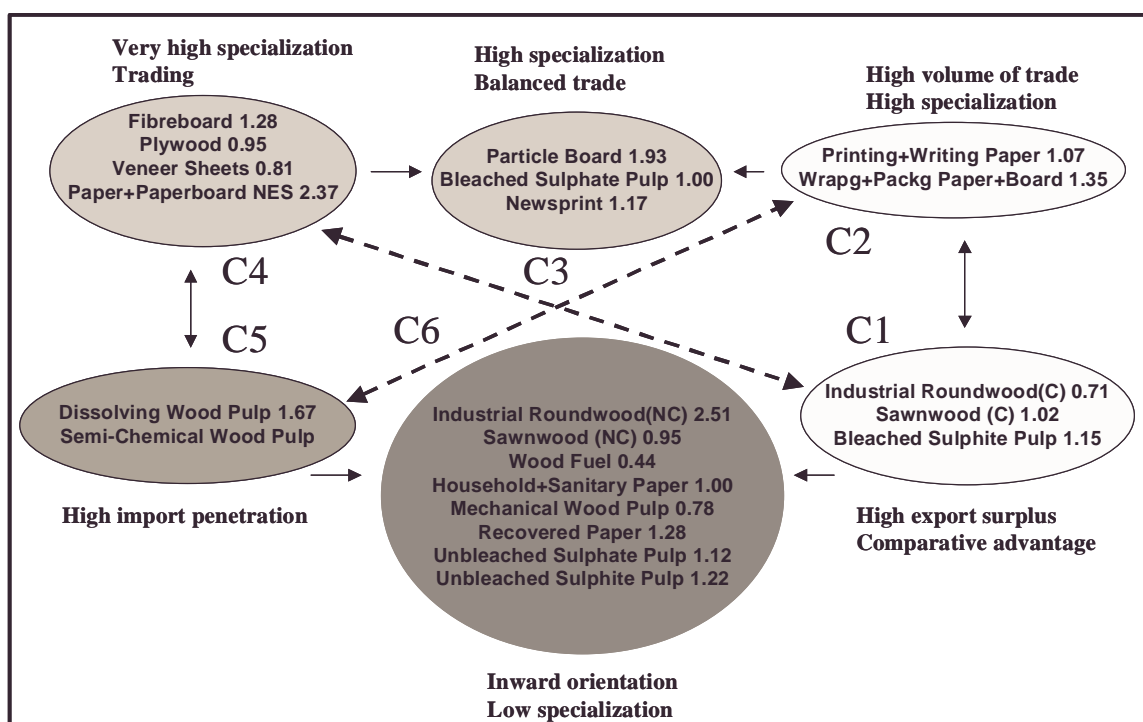 Very high specialization
Trading
High specialization
Balanced trade
High volume of trade
High specialization
Fibreboard 1.28
Plywood 0.95
Veneer Sheets 0.81
Paper+Paperboard NES 2.37
Particle Board 1.93
Bleached Sulphate Pulp 1.00
Newsprint 1.17
Printing+Writing Paper 1.07
Wrapg+Packg Paper+Board 1.35
C4
C3
C2
C5
C6
C1
Dissolving Wood Pulp 1.67
Semi-Chemical Wood Pulp
Industrial Roundwood(NC) 2.51
Sawnwood (NC) 0.95
Wood Fuel 0.44
Household+Sanitary Paper 1.00
Mechanical Wood Pulp 0.78
Recovered Paper 1.28
Unbleached Sulphate Pulp 1.12
Unbleached Sulphite Pulp 1.22
Industrial Roundwood(C) 0.71
Sawnwood (C) 1.02
Bleached Sulphite Pulp 1.15
High import penetration
High export surplus
Comparative advantage
Inward orientation
Low specialization